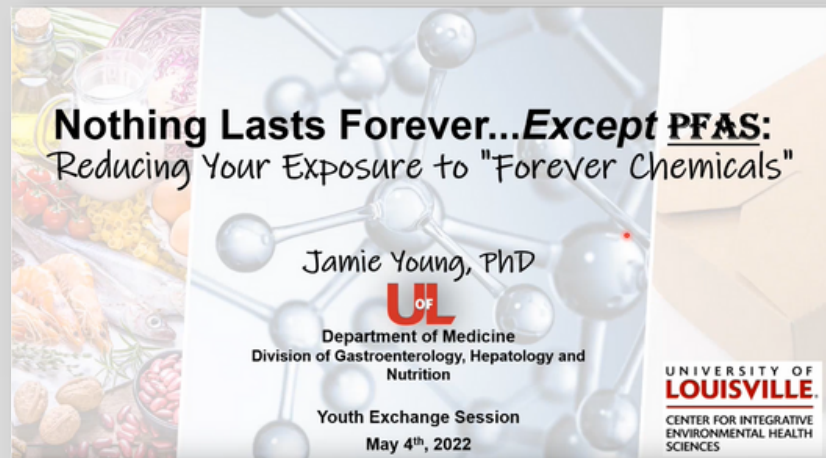 Nothing Lasts Forever...Except PFAS:
Reducing Your Exposure to "Forever Chemicals"
Jamie Young, PhD
U OF L
Department of Medicine
Division of Gastroenterology, Hepatology and
Nutrition
Youth Exchange Session
May 4th, 2022
UNIVERSITY OF
LOUISVILLE.
CENTER FOR INTEGRATIVE
ENVIRONMENTAL HEALTH
SCIENCES